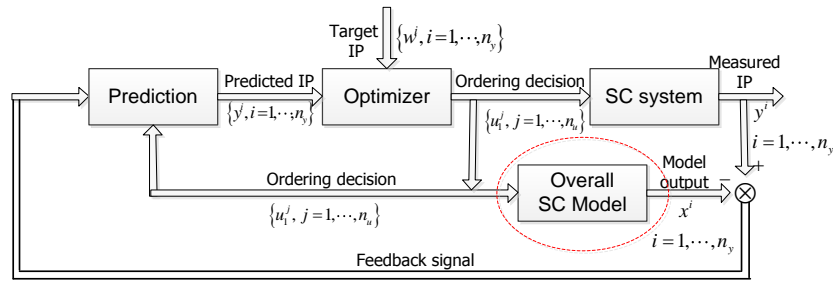 Target
IP
{w^j, i=1,⋯,n_y}
Measured
IP
Prediction
Predicted IP
{y^j, i=1,⋯,n_y}
Optimizer
Ordering decision
{u_1^j, j=1,⋯,n_u}
SC system
y^i
i=1,⋯,n_y
+
Ordering decision
{u_1^j, j=1,⋯,n_u}
Overall
SC Model
Model
output
−
x^i
i=1,⋯,n_y
Feedback signal